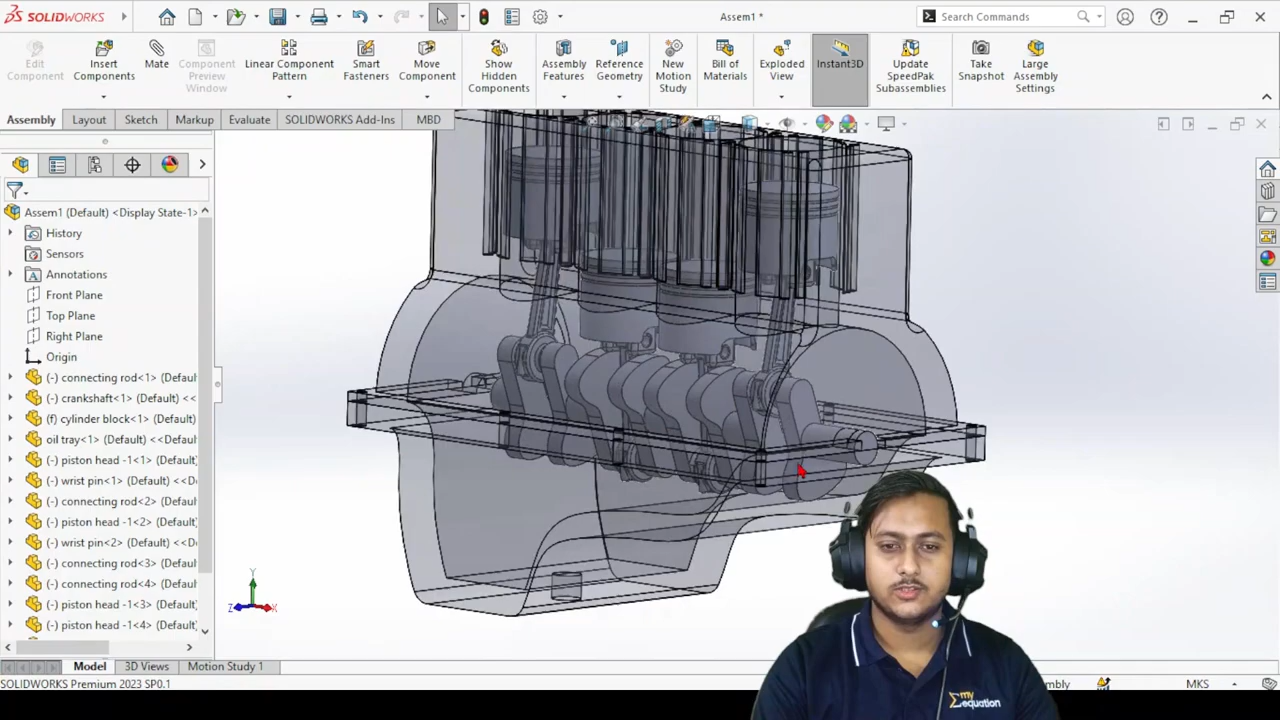 SOLIDWORKS
Assem1 *
Search Commands
Edit Component
Insert Components
Mate
Component Preview Window
Linear Component Pattern
Smart Fasteners
Move Component
Show Hidden Components
Assembly Features
Reference Geometry
New Motion Study
Bill of Materials
Exploded View
Instant3D
Update SpeedPak Subassemblies
Take Snapshot
Large Assembly Settings
Assembly
Layout
Sketch
Markup
Evaluate
SOLIDWORKS Add-Ins
MBD
Assem1 (Default) <Display State-1>
History
Sensors
Annotations
Front Plane
Top Plane
Right Plane
Origin
(-) connecting rod<1> (Defaul
(-) crankshaft<1> (Default) <<
(f) cylinder block<1> (Default)
oil tray<1> (Default) <<Defaul
(-) piston head -1<1> (Default)
(-) wrist pin<1> (Default) <<D
(-) connecting rod<2> (Defaul
(-) piston head -1<2> (Default)
(-) wrist pin<2> (Default) <<D
(-) connecting rod<3> (Defaul
(-) connecting rod<4> (Defaul
(-) piston head -1<3> (Default)
(-) piston head -1<4> (Default)
Y
Z
X
Model
3D Views
Motion Study 1
SOLIDWORKS Premium 2023 SP0.1
mbly
MKS
my equation